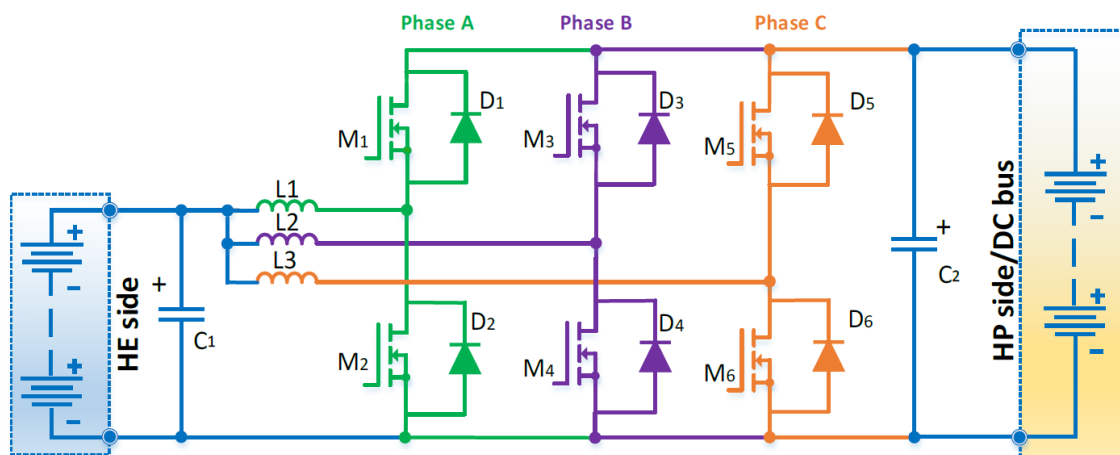 Phase A
Phase B
Phase C
D1
D3
D5
M1
M3
M5
L1
L2
L3
HE side
+
-
+
-
+
C1
D2
D4
D6
M2
M4
M6
+
C2
HP side/DC bus
+
-
+
-